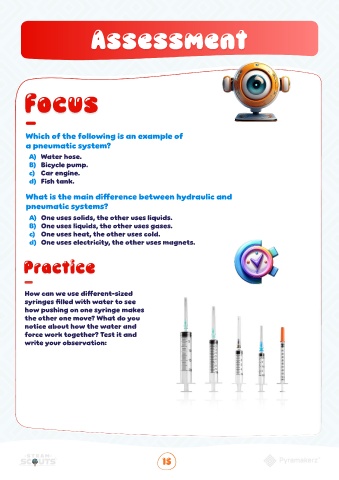 Assessment
Focus
Which of the following is an example of
a pneumatic system?
A) Water hose.
B) Bicycle pump.
c) Car engine.
d) Fish tank.
What is the main difference between hydraulic and
pneumatic systems?
A) One uses solids, the other uses liquids.
B) One uses liquids, the other uses gases.
c) One uses heat, the other uses cold.
d) One uses electricity, the other uses magnets.
Practice
How can we use different-sized
syringes filled with water to see
how pushing on one syringe makes
the other one move? What do you
notice about how the water and
force work together? Test it and
write your observation:
SCOUTS
15